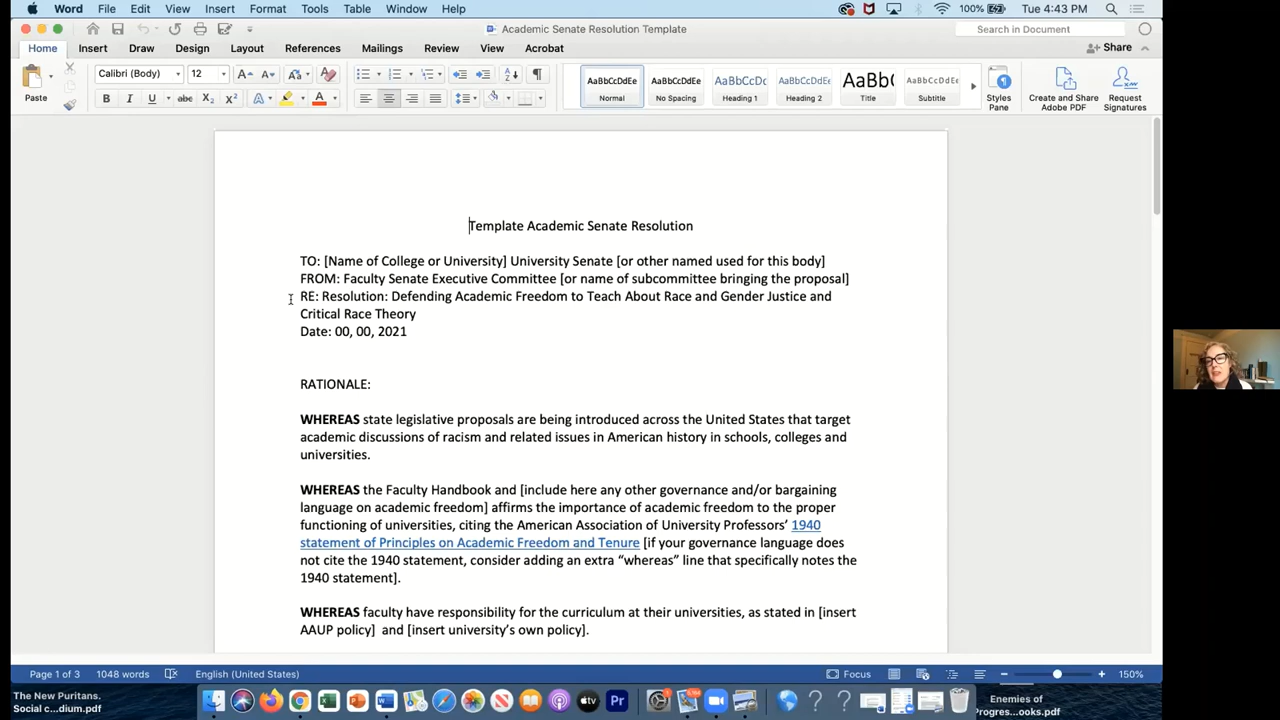 Word File Edit View Insert Format Tools Table Window Help 100% Tue 4:43 PM
Academic Senate Resolution Template
Search in Document
Home Insert Draw Design Layout References Mailings Review View Acrobat Share
Paste
Calibri (Body) 12
AaBbCcDdEe AaBbCcDdEe AaBbCcDc AaBbCcDdEe AaBbC AaBbCcDdEe
Normal No Spacing Heading 1 Heading 2 Title Subtitle
Styles Pane
Create and Share Adobe PDF
Request Signatures
Template Academic Senate Resolution
TO: [Name of College or University] University Senate [or other named used for this body]
FROM: Faculty Senate Executive Committee [or name of subcommittee bringing the proposal]
RE: Resolution: Defending Academic Freedom to Teach About Race and Gender Justice and
Critical Race Theory
Date: 00, 00, 2021
RATIONALE:
WHEREAS state legislative proposals are being introduced across the United States that target
academic discussions of racism and related issues in American history in schools, colleges and
universities.
WHEREAS the Faculty Handbook and [include here any other governance and/or bargaining
language on academic freedom] affirms the importance of academic freedom to the proper
functioning of universities, citing the American Association of University Professors’ 1940
statement of Principles on Academic Freedom and Tenure [if your governance language does
not cite the 1940 statement, consider adding an extra “whereas” line that specifically notes the
1940 statement].
WHEREAS faculty have responsibility for the curriculum at their universities, as stated in [insert
AAUP policy] and [insert university’s own policy].
Page 1 of 3 1048 words English (United States) Focus 150%
The New Puritans.
Social c...dium.pdf
tv
Pr
Enemies of
Progres...ooks.pdf